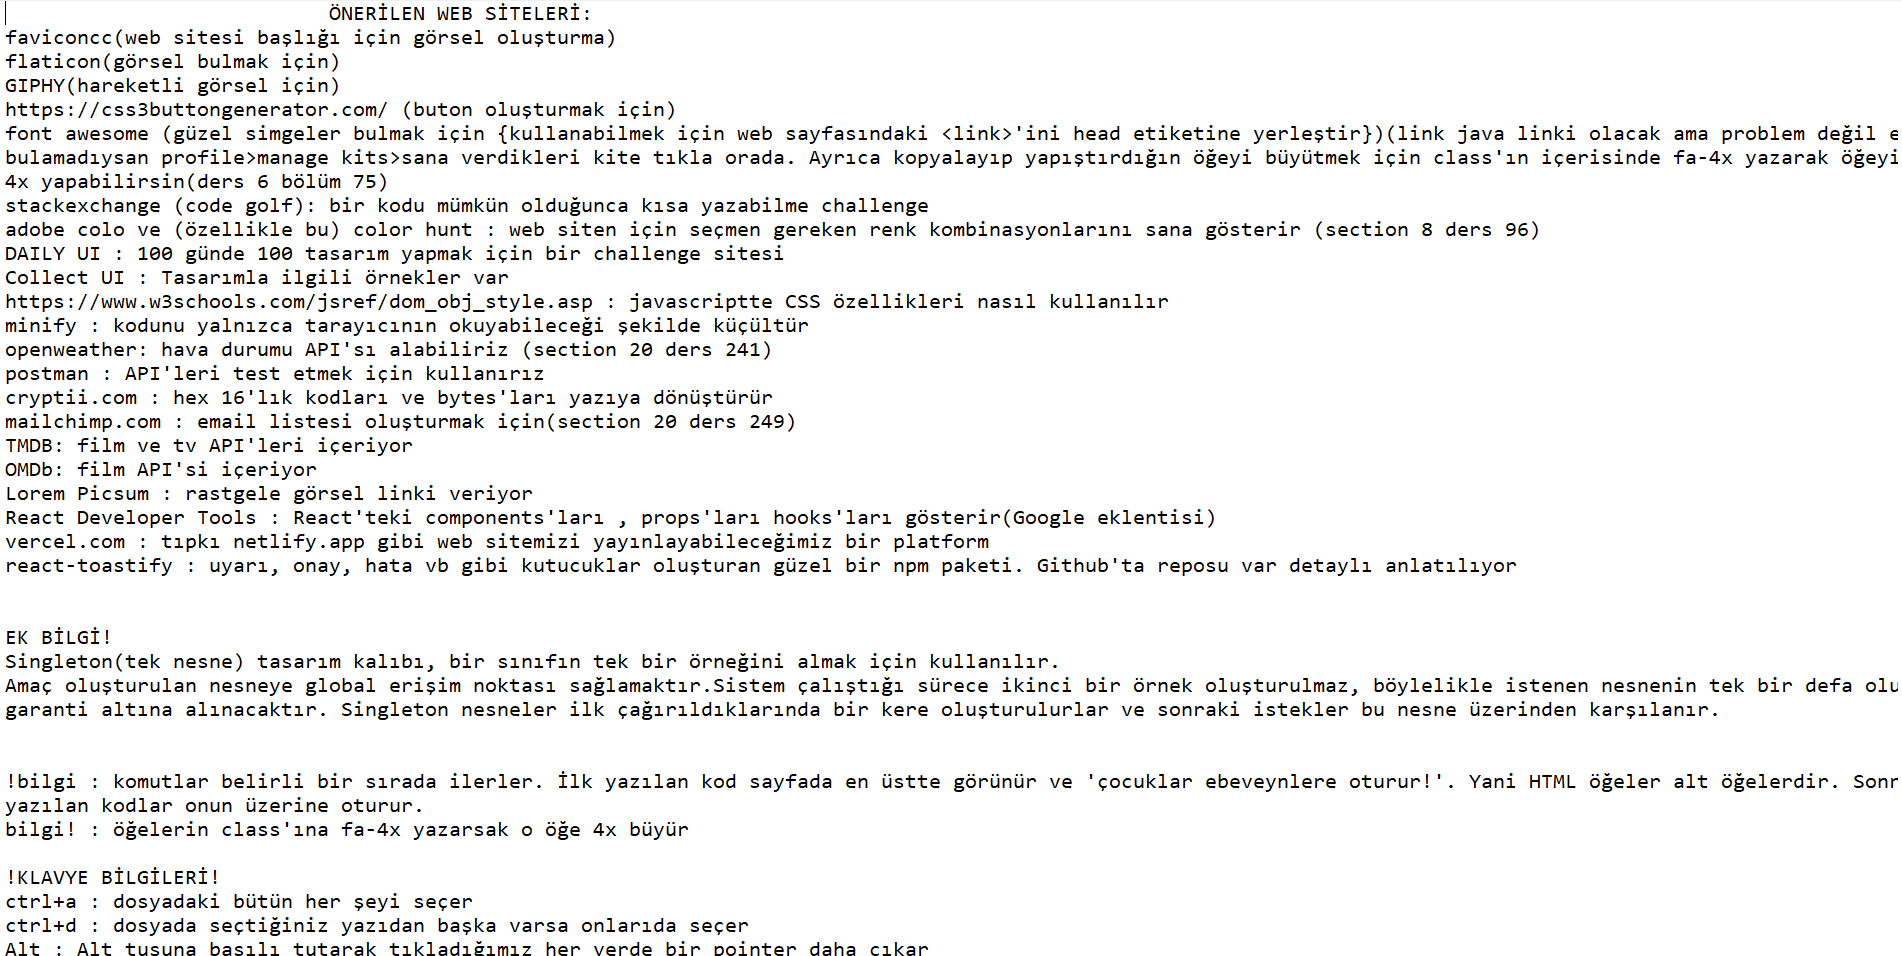 ÖNERİLEN WEB SİTELERİ:
faviconcc(web sitesi başlığı için görsel oluşturma)
flaticon(görsel bulmak için)
GIPHY(hareketli görsel için)
https://css3buttongenerator.com/ (buton oluşturmak için)
font awesome (güzel simgeler bulmak için {kullanabilmek için web sayfasındaki <link>'ini head etiketine yerleştir})(link java linki olacak ama problem değil e
bulamadıysan profile>manage kits>sana verdikleri kite tıkla orada. Ayrıca kopyalayıp yapıştırdığın öğeyi büyütmek için class'ın içerisinde fa-4x yazarak öğeyi
4x yapabilirsin(ders 6 bölüm 75)
stackexchange (code golf): bir kodu mümkün olduğunca kısa yazabilme challenge
adobe colo ve (özellikle bu) color hunt : web siten için seçmen gereken renk kombinasyonlarını sana gösterir (section 8 ders 96)
DAILY UI : 100 günde 100 tasarım yapmak için bir challenge sitesi
Collect UI : Tasarımla ilgili örnekler var
https://www.w3schools.com/jsref/dom_obj_style.asp : javascriptte CSS özellikleri nasıl kullanılır
minify : kodunu yalnızca tarayıcının okuyabileceği şekilde küçültür
openweather: hava durumu API'sı alabiliriz (section 20 ders 241)
postman : API'leri test etmek için kullanırız
cryptii.com : hex 16'lık kodları ve bytes'ları yazıya dönüştürür
mailchimp.com : email listesi oluşturmak için(section 20 ders 249)
TMDB: film ve tv API'leri içeriyor
OMDb: film API'si içeriyor
Lorem Picsum : rastgele görsel linki veriyor
React Developer Tools : React'teki components'ları , props'ları hooks'ları gösterir(Google eklentisi)
vercel.com : tıpkı netlify.app gibi web sitemizi yayınlayabileceğimiz bir platform
react-toastify : uyarı, onay, hata vb gibi kutucuklar oluşturan güzel bir npm paketi. Github'ta reposu var detaylı anlatılıyor
EK BİLGİ!
Singleton(tek nesne) tasarım kalıbı, bir sınıfın tek bir örneğini almak için kullanılır.
Amaç oluşturulan nesneye global erişim noktası sağlamaktır.Sistem çalıştığı sürece ikinci bir örnek oluşturulmaz, böylelikle istenen nesnenin tek bir defa olu
garanti altına alınacaktır. Singleton nesneler ilk çağırıldıklarında bir kere oluşturulurlar ve sonraki istekler bu nesne üzerinden karşılanır.
!bilgi : komutlar belirli bir sırada ilerler. İlk yazılan kod sayfada en üstte görünür ve 'çocuklar ebeveynlere oturur!'. Yani HTML öğeler alt öğelerdir. Sonr
yazılan kodlar onun üzerine oturur.
bilgi! : öğelerin class'ına fa-4x yazarsak o öğe 4x büyür
!KLAVYE BİLGİLERİ!
ctrl+a : dosyadaki bütün her şeyi seçer
ctrl+d : dosyada seçtiğiniz yazıdan başka varsa onlarıda seçer
Alt : Alt tuşuna basılı tutarak tıkladığımız her yerde bir pointer daha çıkar